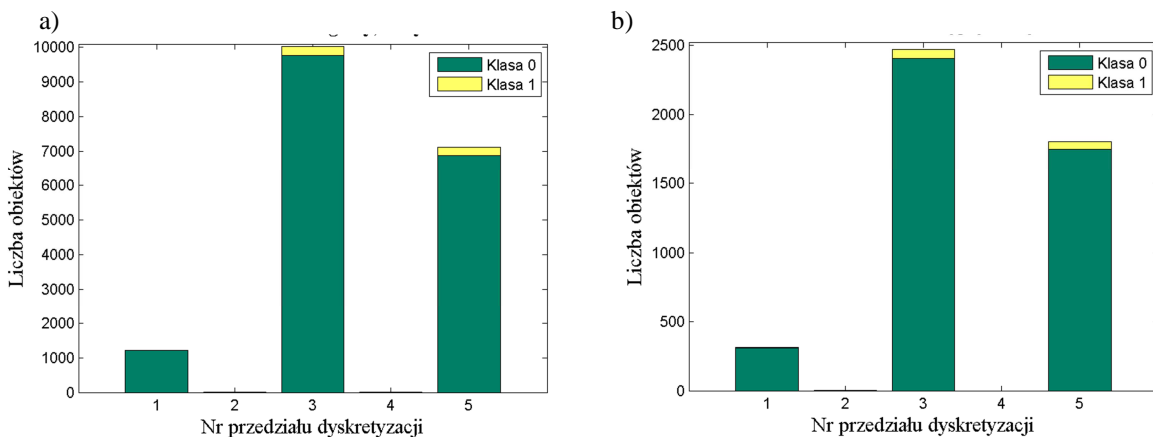 a)
10000
9000
8000
7000
6000
5000
4000
3000
2000
1000
0
Liczba obiektów
Klasa 0
Klasa 1
1 2 3 4 5
Nr przedziału dyskretyzacji
b)
2500
2000
1500
1000
500
0
Liczba obiektów
Klasa 0
Klasa 1
1 2 3 4 5
Nr przedziału dyskretyzacji